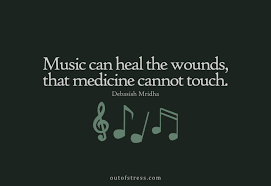 Music can heal the wounds,
that medicine cannot touch.
Debasish Mridha
outofstress.com